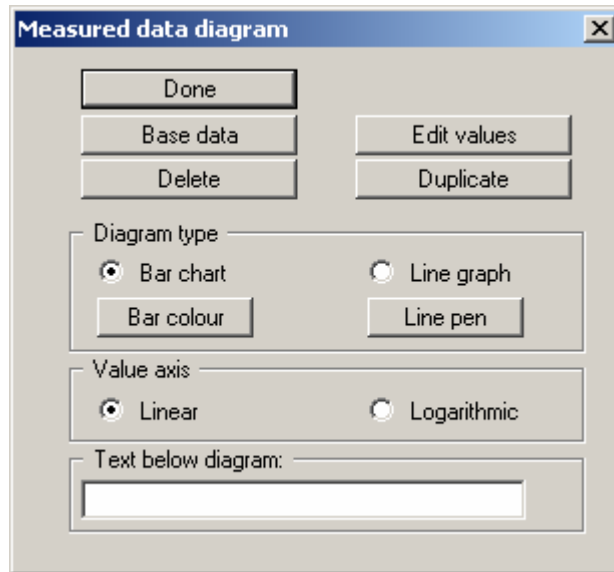 Measured data diagram
Done
Base data Edit values
Delete Duplicate
Diagram type
Bar chart Line graph
Bar colour Line pen
Value axis
Linear Logarithmic
Text below diagram: